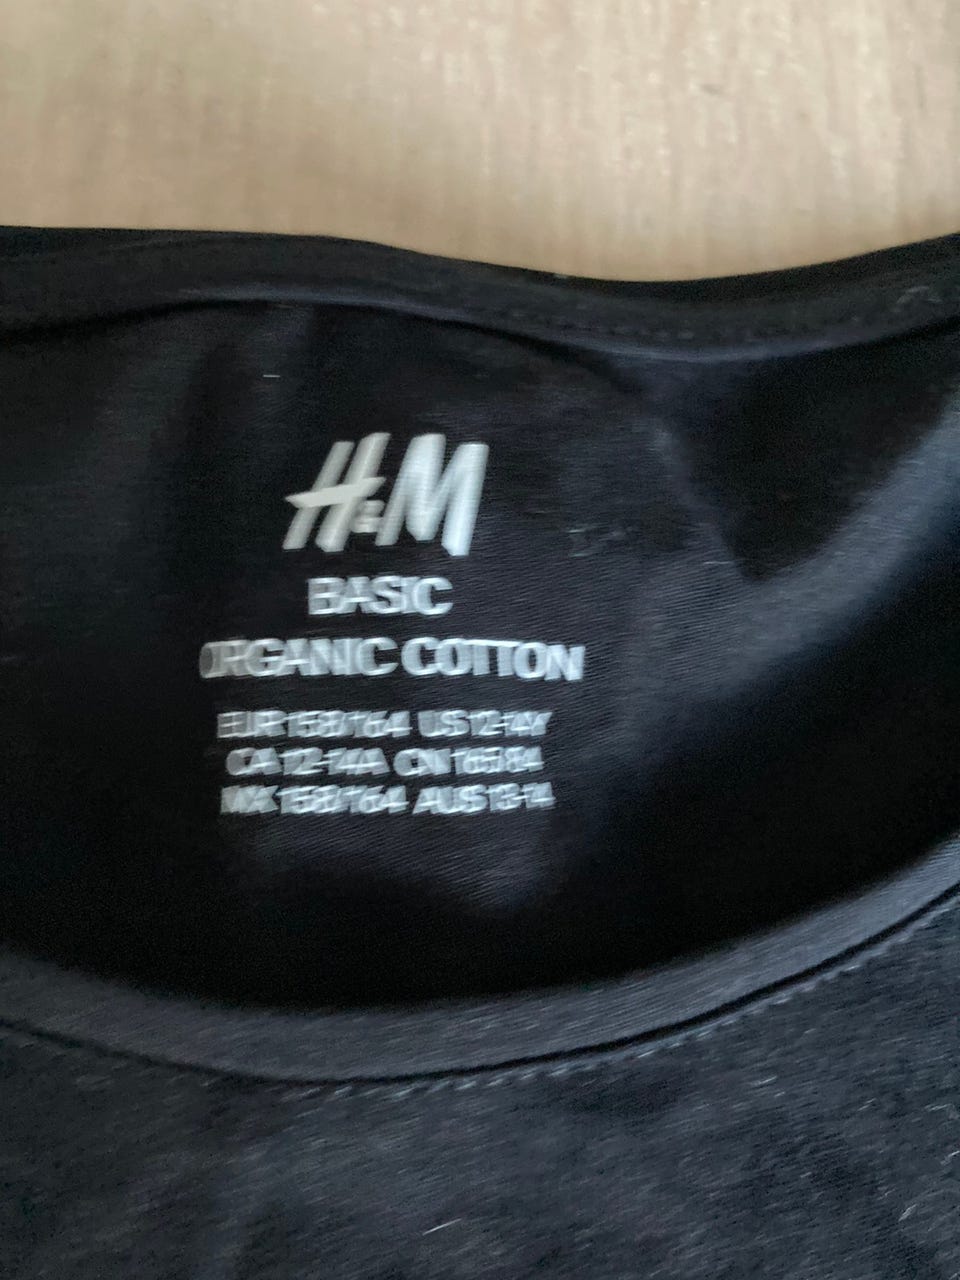 H&M
BASIC
ORGANIC COTTON
EUR 158/164 US 12-14Y
CA 12-14A CN 165/84
MX 158/164 AUS 13-14